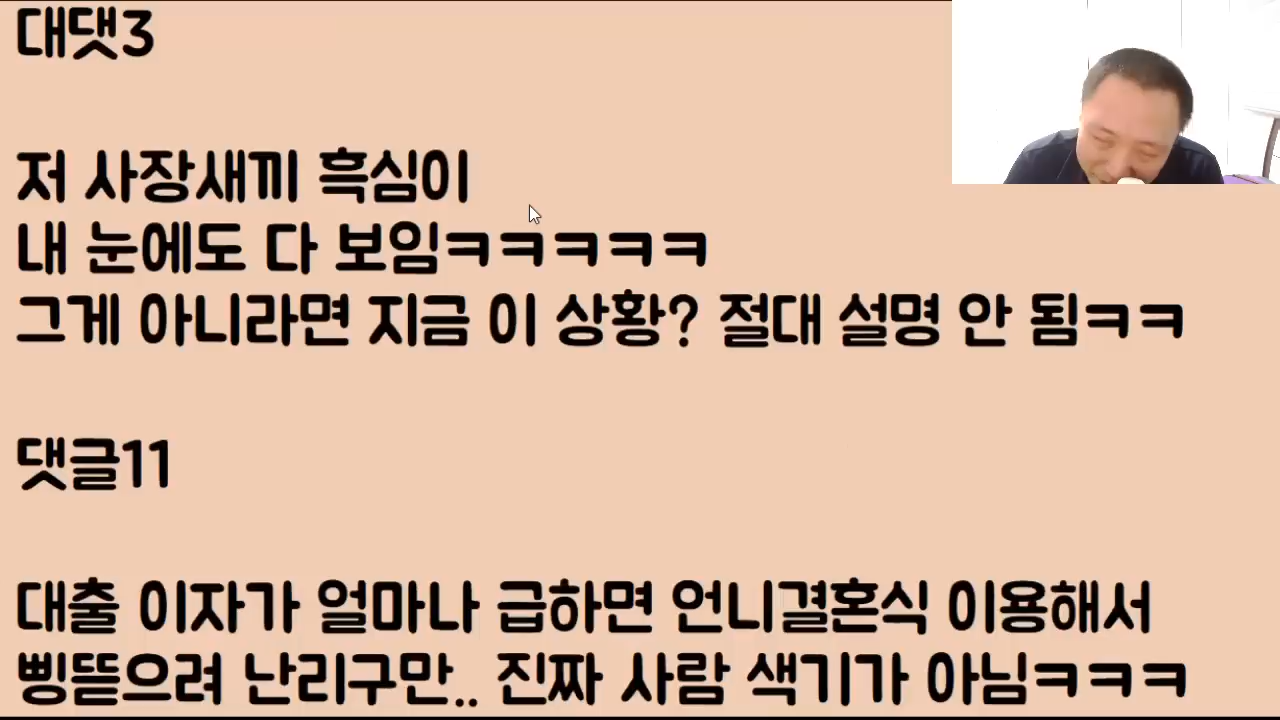 대댓3
저 사장새끼 흑심이
내 눈에도 다 보임ㅋㅋㅋㅋㅋ
그게 아니라면 지금 이 상황? 절대 설명 안 됨ㅋㅋ
댓글11
대출 이자가 얼마나 급하면 언니결혼식 이용해서
삥뜯으려 난리구만.. 진짜 사람 색기가 아님ㅋㅋㅋ